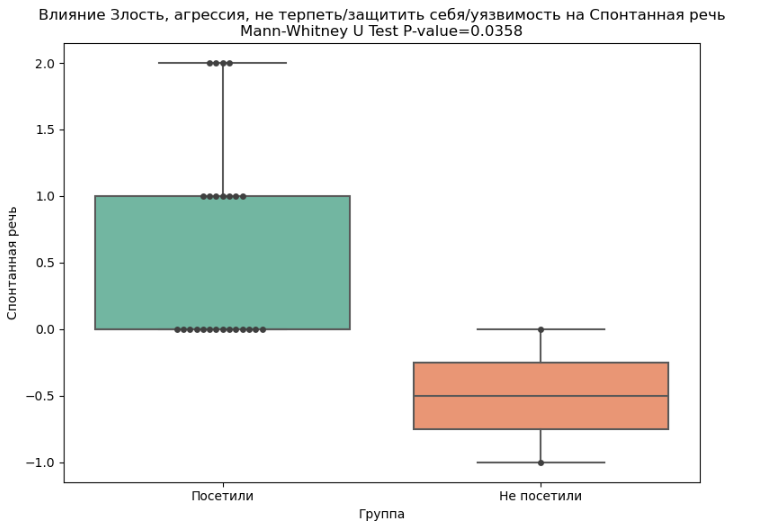 Влияние Злость, агрессия, не терпеть/защитить себя/уязвимость на Спонтанная речь
Mann-Whitney U Test P-value=0.0358
2.0
1.5
1.0
0.5
0.0
−0.5
−1.0
Спонтанная речь
Посетили
Не посетили
Группа